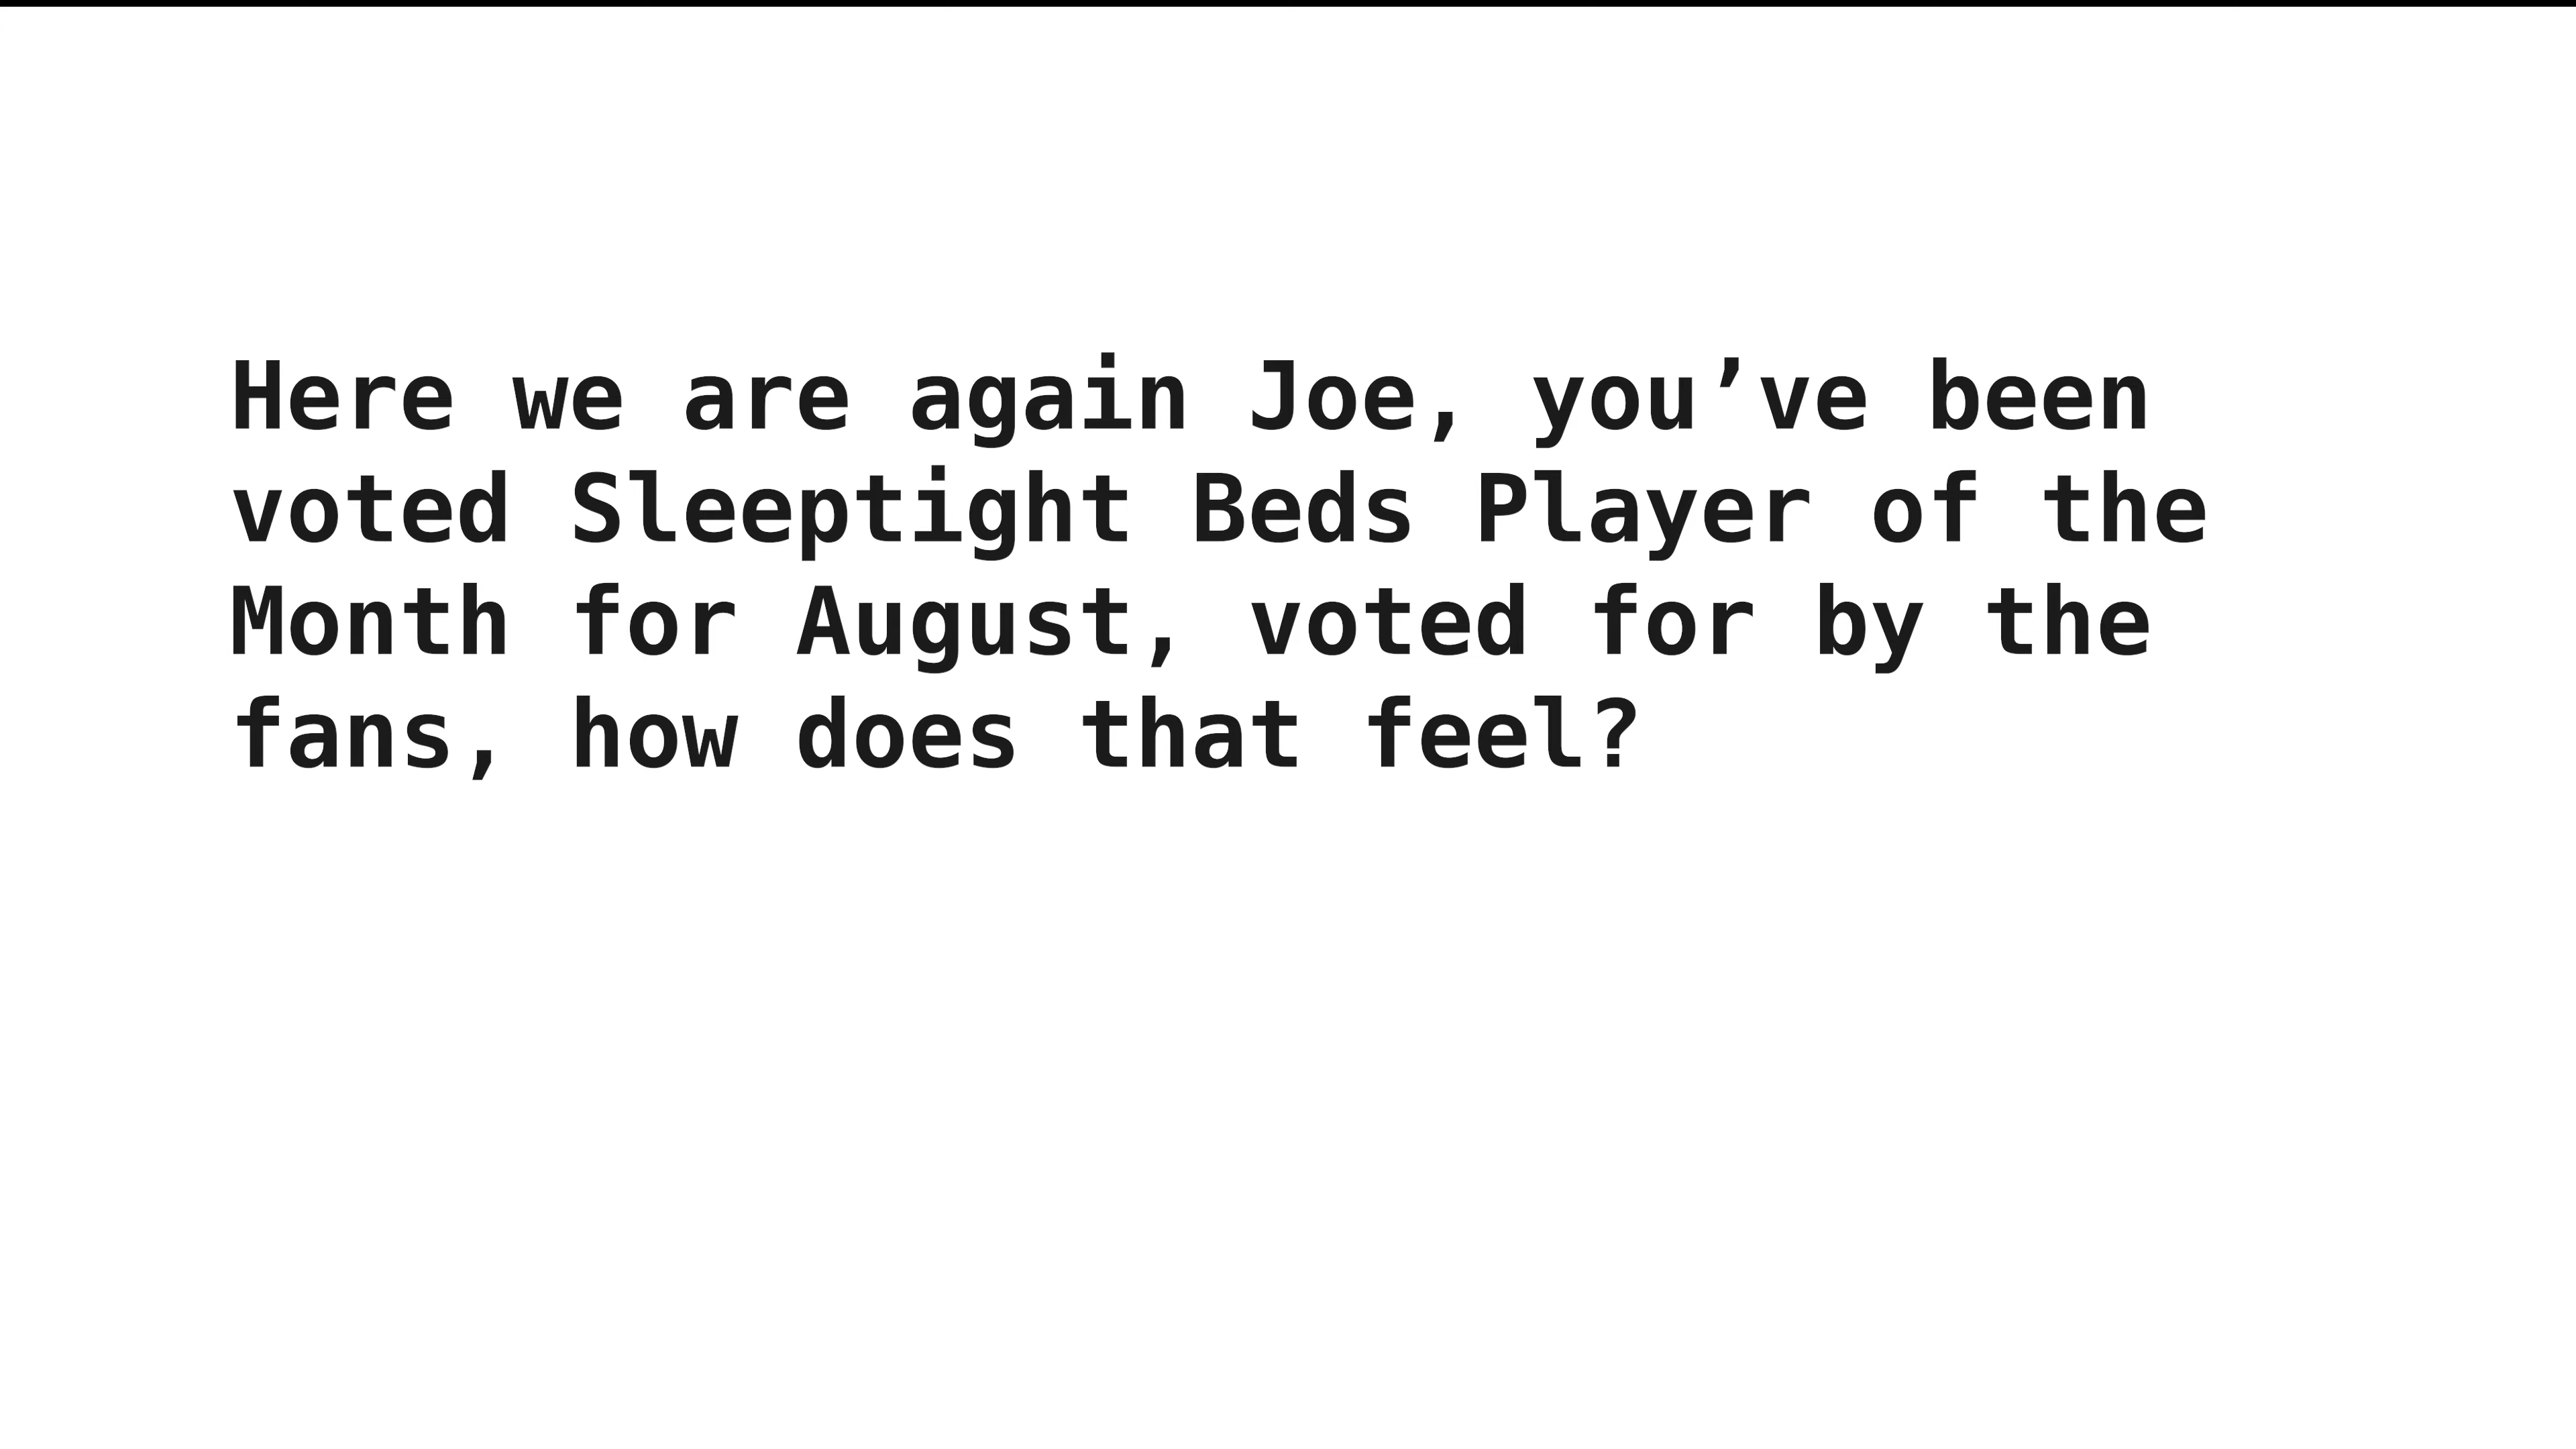 Here we are again Joe, you’ve been
voted Sleeptight Beds Player of the
Month for August, voted for by the
fans, how does that feel?